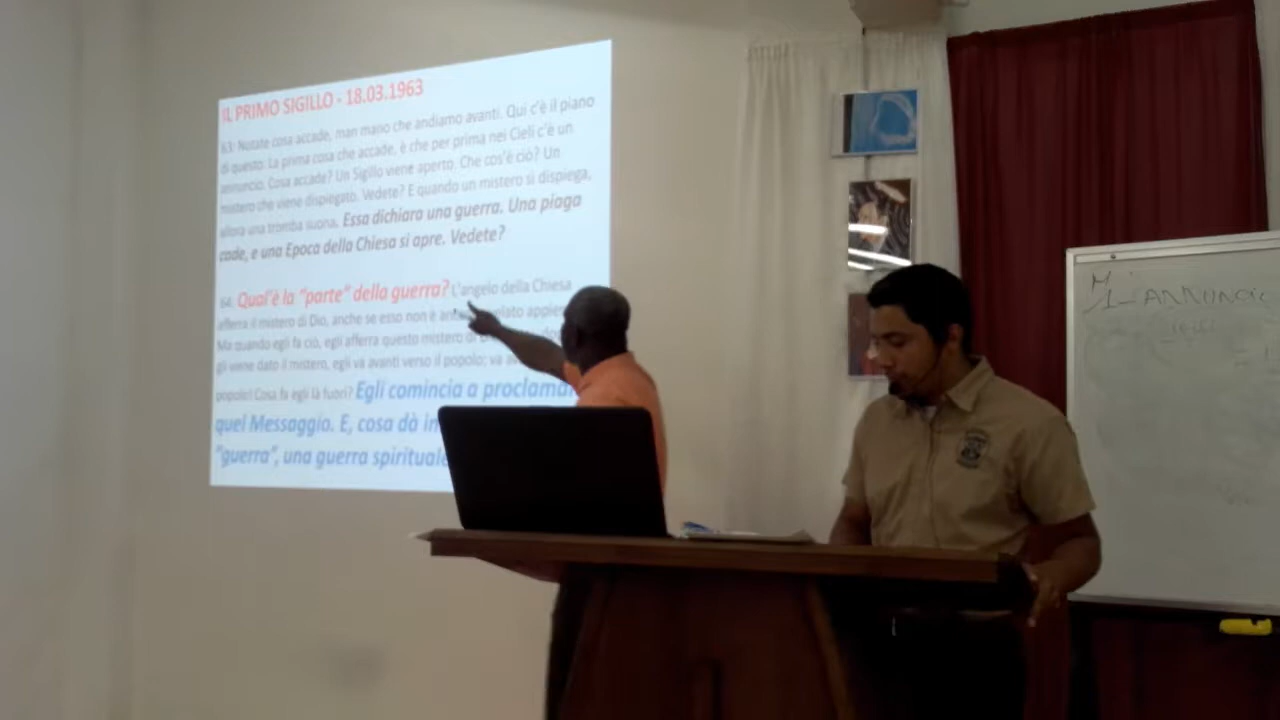 IL PRIMO SIGILLO - 18.03.1963
63: Notate cosa accade, man mano che andiamo avanti. Qui c'è il piano
di questo. La prima cosa che accade, è che per prima nei Cieli c'è un
annuncio. Cosa accade? Un Sigillo viene aperto. Che cos'è ciò? Un
mistero che viene dispiegato. Vedete? E quando un mistero si dispiega,
allora una tromba suona. Essa dichiara una guerra. Una piaga
cade, e una Epoca della Chiesa si apre. Vedete?
64: Qual'è la "parte" della guerra? L'angelo della Chiesa
afferra il mistero di Dio, anche se esso non è
Ma quando egli fa ciò, egli afferra questo mistero di
gli viene dato il mistero, egli va avanti verso il popolo; va
popolo! Cosa fa egli là fuori? Egli comincia a proclamar
quel Messaggio. E, cosa dà in
"guerra", una guerra spirituale
1- ANNUNCIO